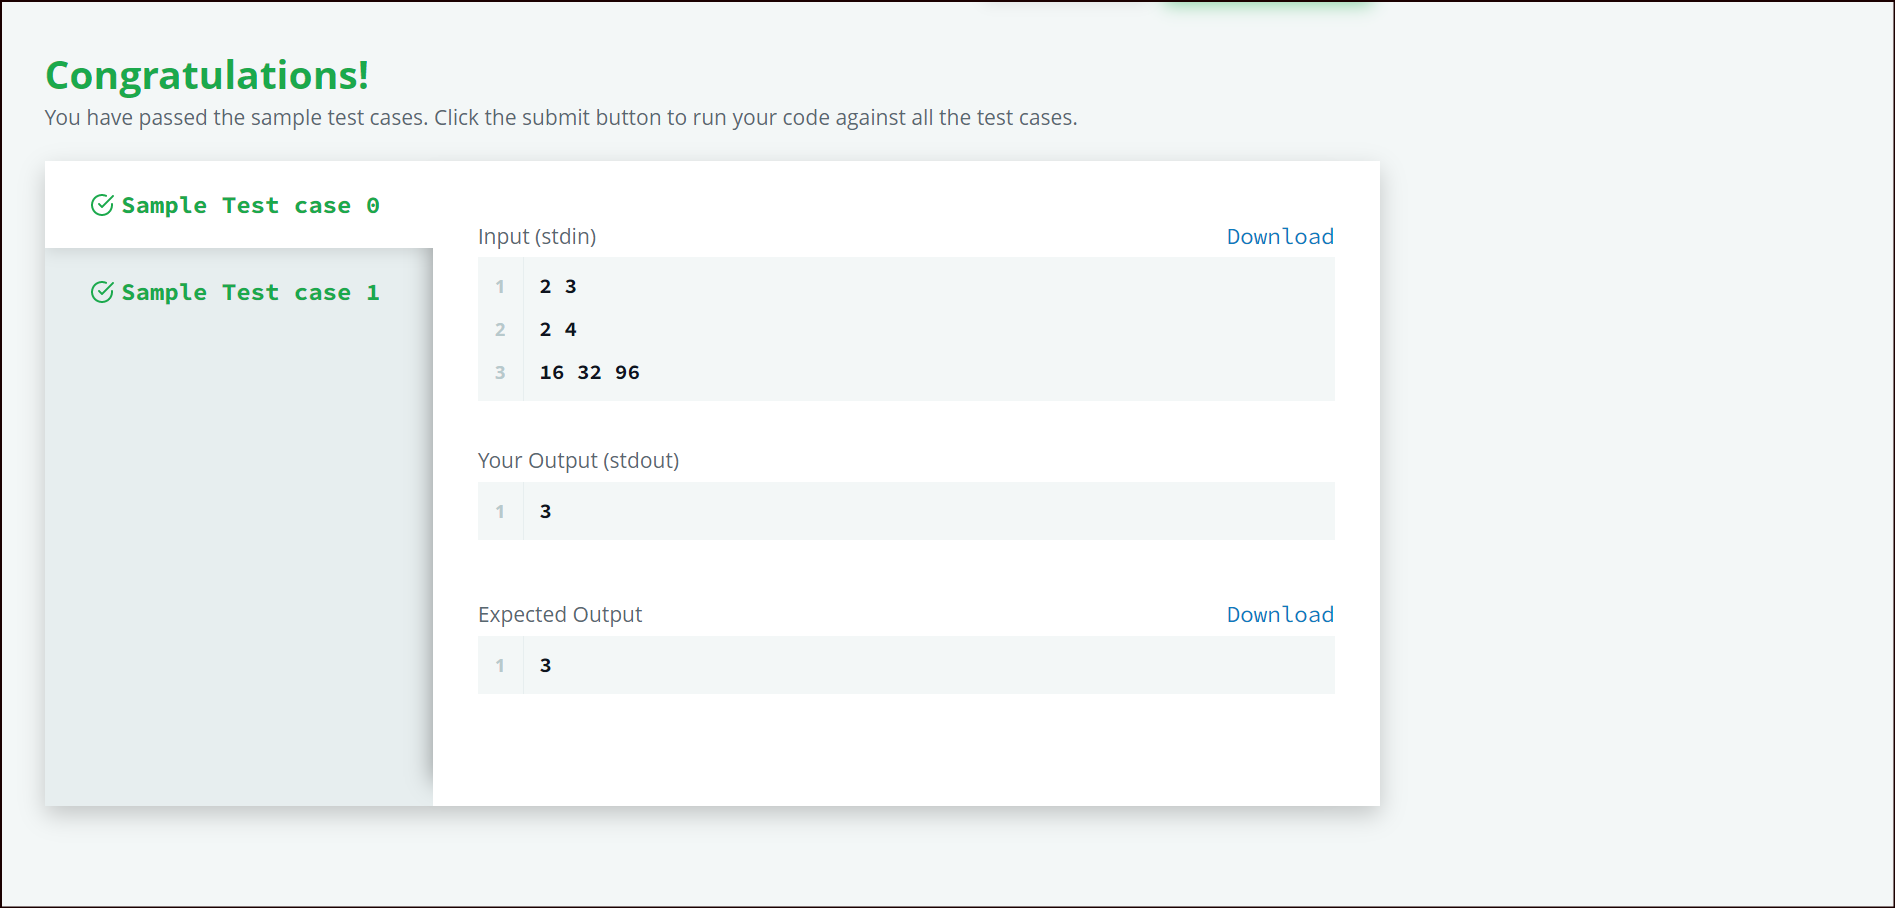 Congratulations!
You have passed the sample test cases. Click the submit button to run your code against all the test cases.
Sample Test case 0
Sample Test case 1
Input (stdin)
Download
1 2 3
2 2 4
3 16 32 96
Your Output (stdout)
1 3
Expected Output
Download
1 3